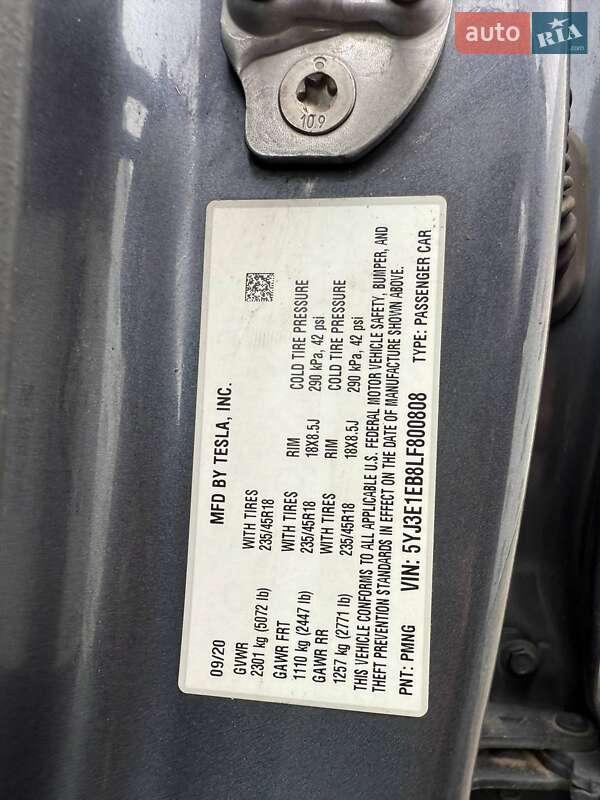 auto RIA.com
10.9
MFD BY TESLA, INC.
09/20
GVWR WITH TIRES RIM COLD TIRE PRESSURE
2301 kg (5072 lb) 235/45R18 18X8.5J 290 kPa, 42 psi
GAWR FRT WITH TIRES RIM COLD TIRE PRESSURE
1110 kg (2447 lb) 235/45R18 18X8.5J 290 kPa, 42 psi
GAWR RR WITH TIRES
1257 kg (2771 lb) 235/45R18
THIS VEHICLE CONFORMS TO ALL APPLICABLE U.S. FEDERAL MOTOR VEHICLE SAFETY, BUMPER, AND
THEFT PREVENTION STANDARDS IN EFFECT ON THE DATE OF MANUFACTURE SHOWN ABOVE.
PNT: PMNG VIN: 5YJ3E1EB8LF800808 TYPE: PASSENGER CAR